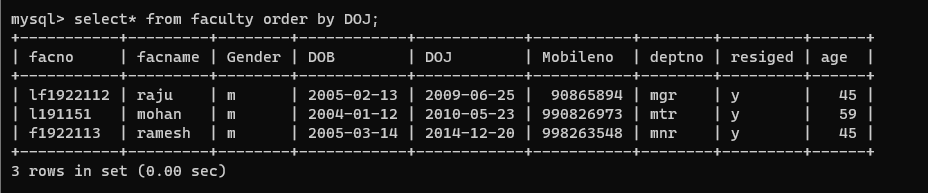 mysql> select* from faculty order by DOJ;
+-----------+---------+--------+------------+------------+-----------+--------+---------+------+
| facno     | facname | Gender | DOB        | DOJ        | Mobileno  | deptno | resiged | age  |
+-----------+---------+--------+------------+------------+-----------+--------+---------+------+
| lf1922112 | raju    | m      | 2005-02-13 | 2009-06-25 |  90865894 | mgr    | y       |   45 |
| l191151   | mohan   | m      | 2004-01-12 | 2010-05-23 | 990826973 | mtr    | y       |   59 |
| f1922113  | ramesh  | m      | 2005-03-14 | 2014-12-20 | 998263548 | mnr    | y       |   45 |
+-----------+---------+--------+------------+------------+-----------+--------+---------+------+
3 rows in set (0.00 sec)